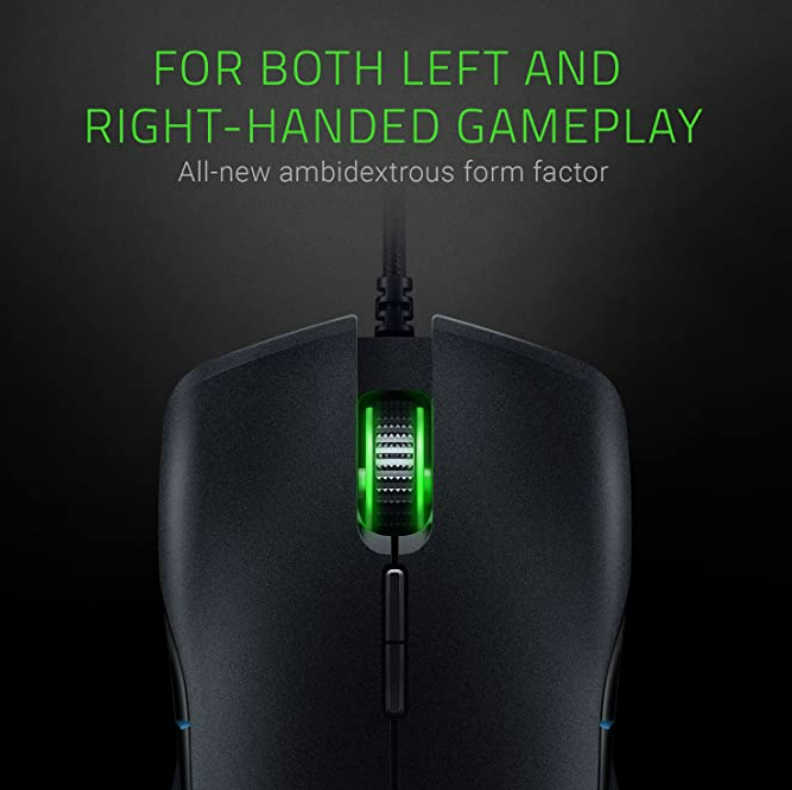 FOR BOTH LEFT AND
RIGHT-HANDED GAMEPLAY
All-new ambidextrous form factor